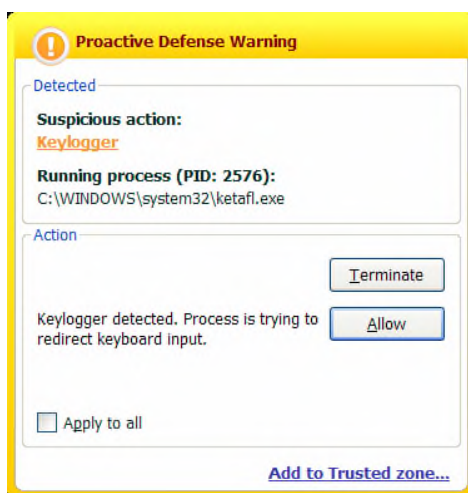 Proactive Defense Warning
Detected
Suspicious action:
Keylogger
Running process (PID: 2576):
C:\WINDOWS\system32\ketafl.exe
Action
Terminate
Keylogger detected. Process is trying to
redirect keyboard input.
Allow
Apply to all
Add to Trusted zone...